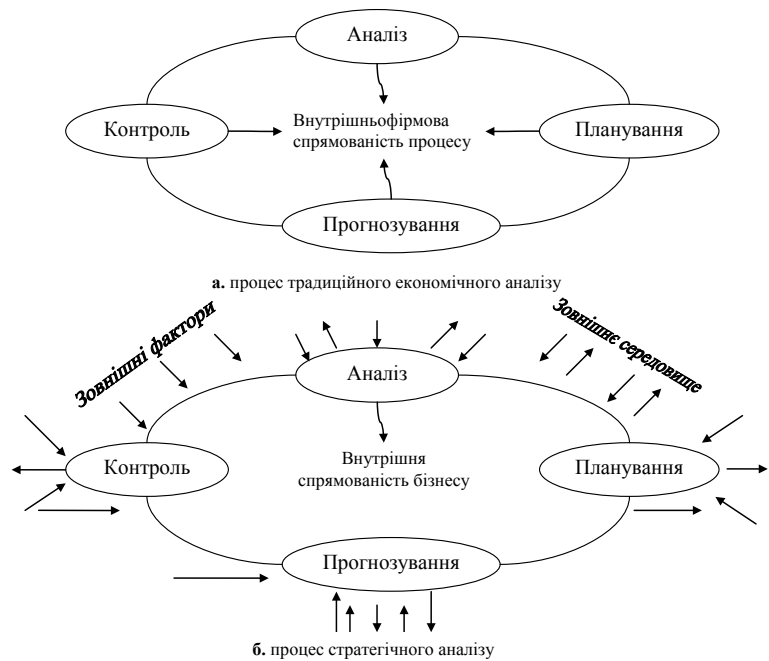 Аналіз
Контроль
Внутрішньофірмова
спрямованість процесу
Планування
Прогнозування
а. процес традиційного економічного аналізу
Зовнішні фактори
Зовнішнє середовище
Аналіз
Контроль
Внутрішня
спрямованість бізнесу
Планування
Прогнозування
б. процес стратегічного аналізу